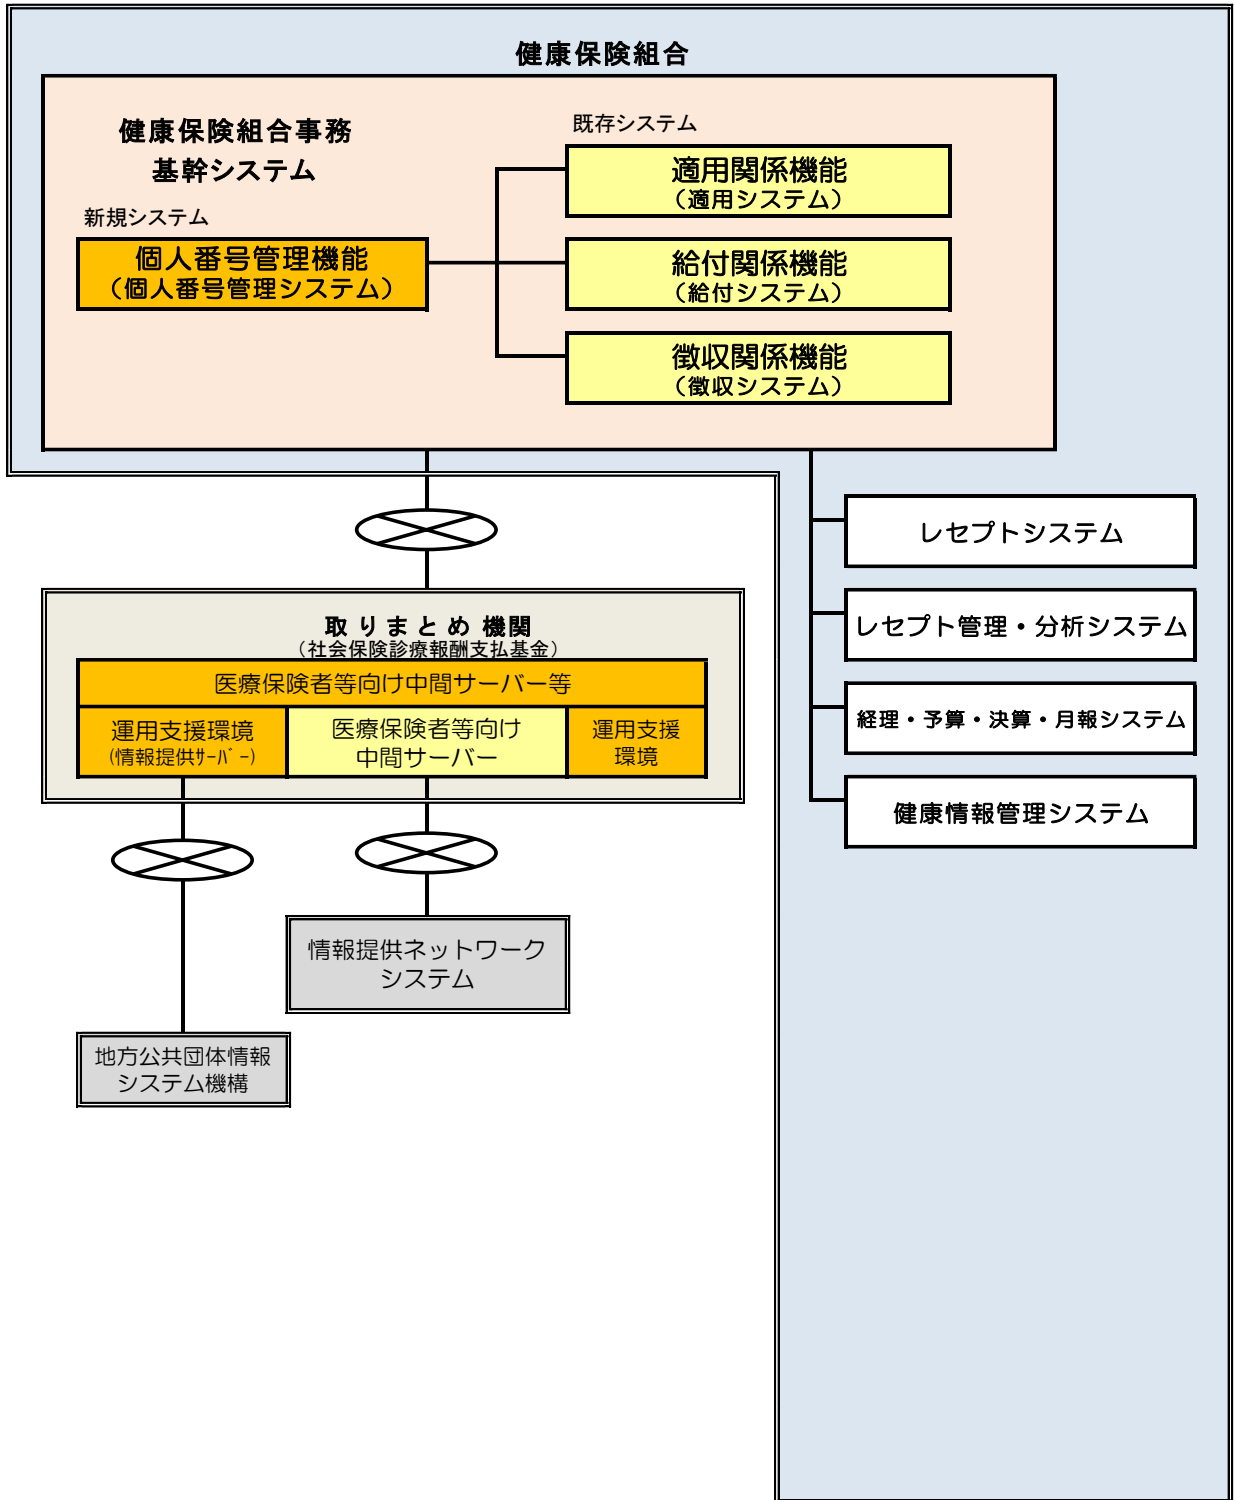 健康保険組合
健康保険組合事務
基幹システム
新規システム
個人番号管理機能
（個人番号管理システム）
既存システム
適用関係機能
（適用システム）
給付関係機能
（給付システム）
徴収関係機能
（徴収システム）
レセプトシステム
レセプト管理・分析システム
経理・予算・決算・月報システム
健康情報管理システム
取りまとめ機関
（社会保険診療報酬支払基金）
医療保険者等向け中間サーバー等
運用支援環境
(情報提供ｻｰﾊﾞｰ)
医療保険者等向け
中間サーバー
運用支援
環境
情報提供ネットワーク
システム
地方公共団体情報
システム機構